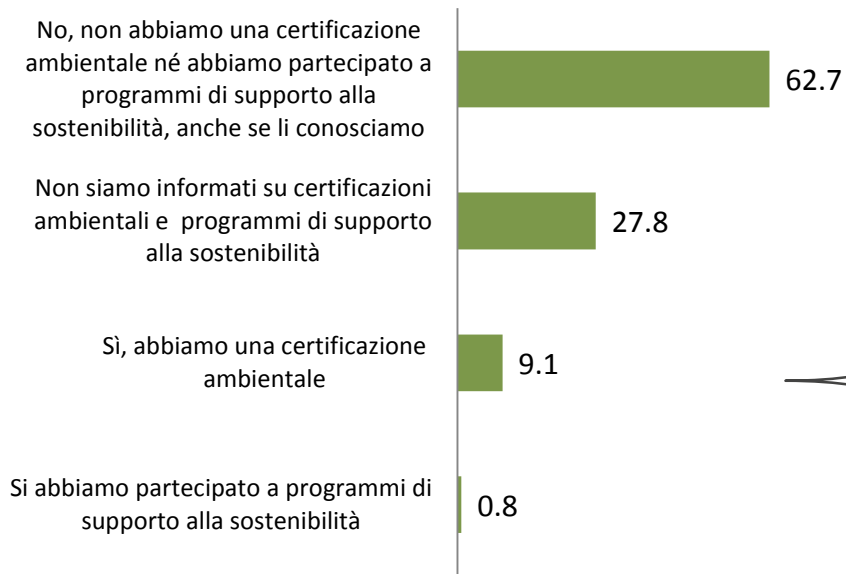 No, non abbiamo una certificazione
ambientale né abbiamo partecipato a
programmi di supporto alla
sostenibilità, anche se li conosciamo
62.7
Non siamo informati su certificazioni
ambientali e  programmi di supporto
alla sostenibilità
27.8
Sì, abbiamo una certificazione
ambientale
9.1
Si abbiamo partecipato a programmi di
supporto alla sostenibilità
0.8